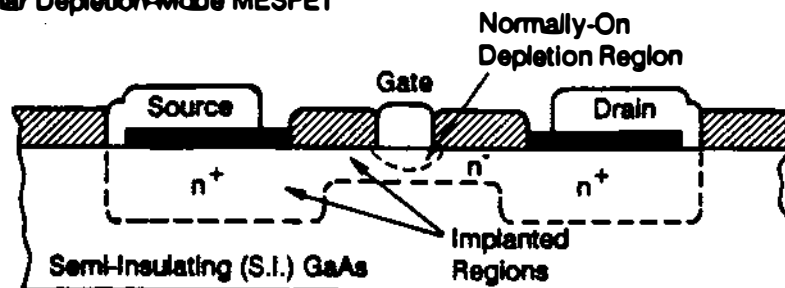 Depletion-Mode MESFET
Normally-On
Depletion Region
Gate
Source
Drain
n⁺
n⁻
n⁺
Implanted
Regions
Semi-Insulating (S.I.) GaAs